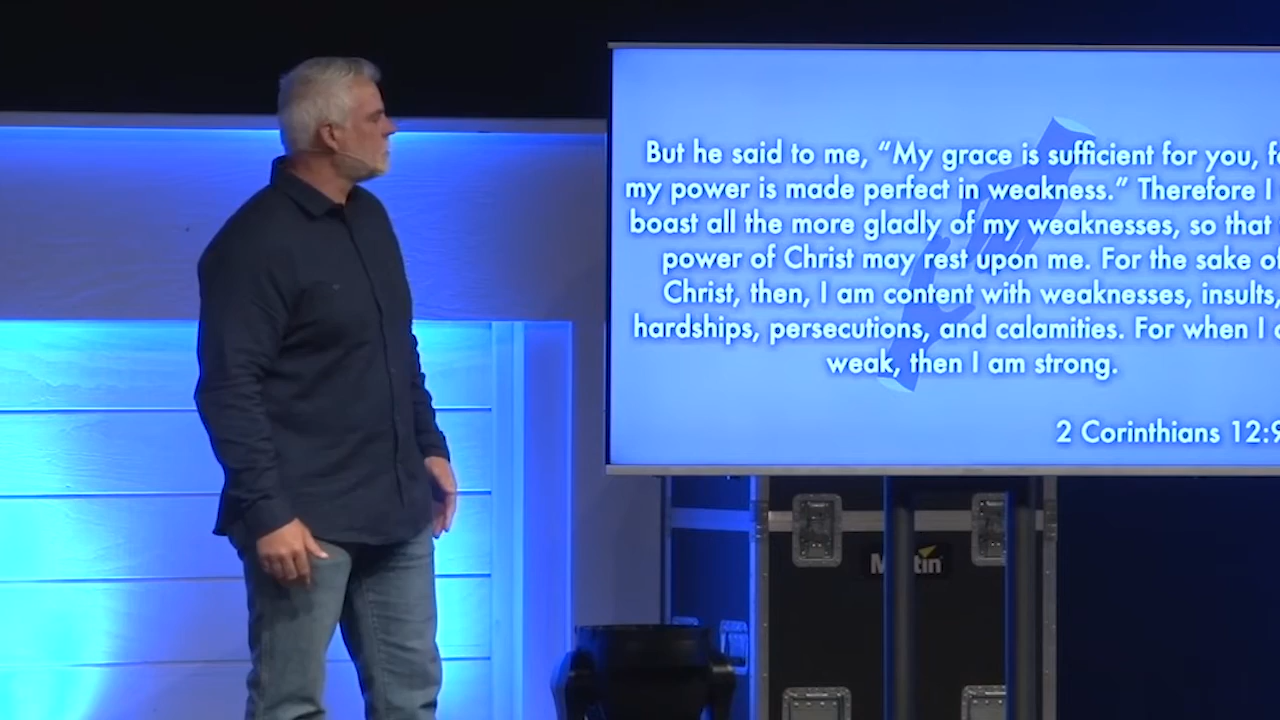 But he said to me, “My grace is sufficient for you,
my power is made perfect in weakness.” Therefore I
boast all the more gladly of my weaknesses, so that
power of Christ may rest upon me. For the sake of
Christ, then, I am content with weaknesses, insults,
hardships, persecutions, and calamities. For when I
weak, then I am strong.
2 Corinthians 12:9